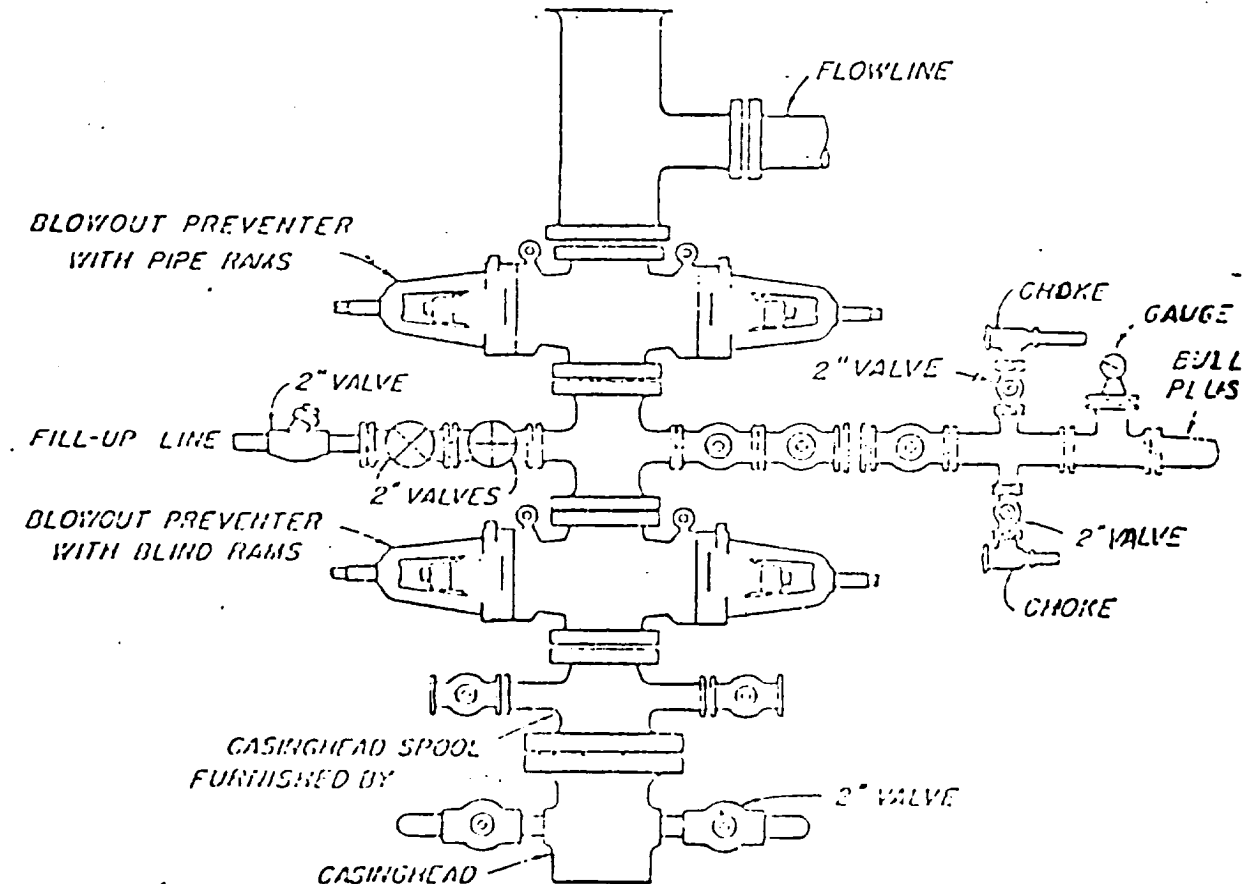 FLOWLINE
BLOWOUT PREVENTER
WITH PIPE RAMS
CHOKE
GAUGE
2" VALVE
BULL
PLUS
2" VALVE
FILL-UP LINE
2" VALVES
BLOWOUT PREVENTER
WITH BLIND RAMS
2" VALVE
CHOKE
CASINGHEAD SPOOL
FURNISHED BY
2" VALVE
CASINGHEAD